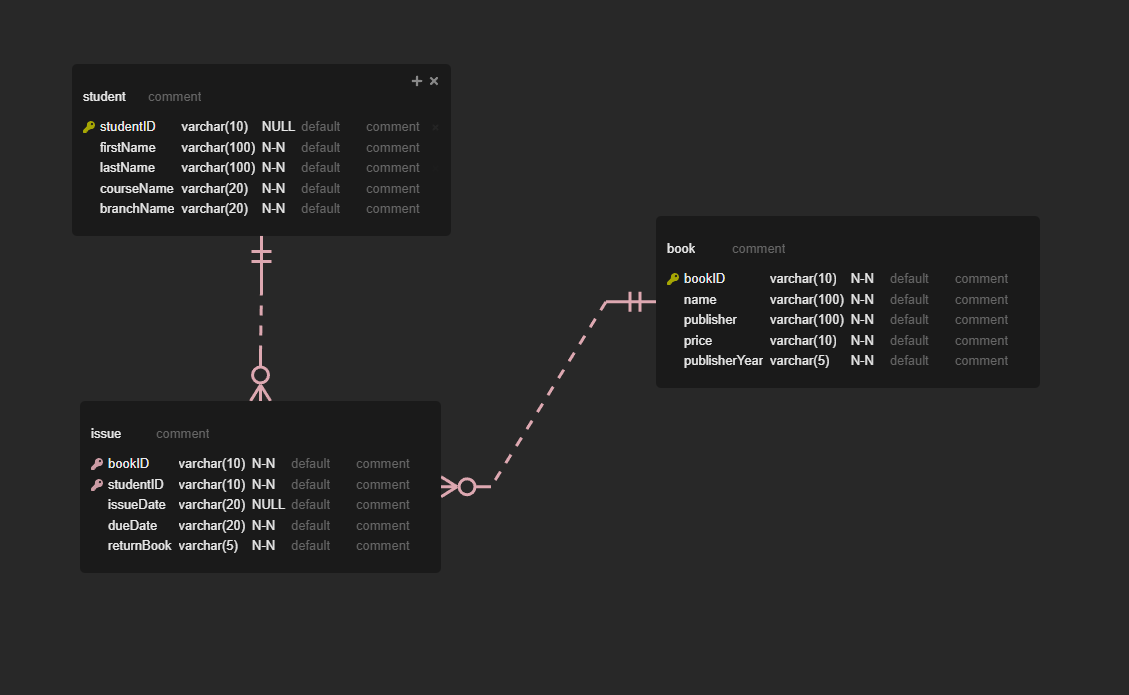 student comment
studentID varchar(10) NULL default comment
firstName varchar(100) N-N default comment
lastName varchar(100) N-N default comment
courseName varchar(20) N-N default comment
branchName varchar(20) N-N default comment
book comment
bookID varchar(10) N-N default comment
name varchar(100) N-N default comment
publisher varchar(100) N-N default comment
price varchar(10) N-N default comment
publisherYear varchar(5) N-N default comment
issue comment
bookID varchar(10) N-N default comment
studentID varchar(10) N-N default comment
issueDate varchar(20) NULL default comment
dueDate varchar(20) N-N default comment
returnBook varchar(5) N-N default comment